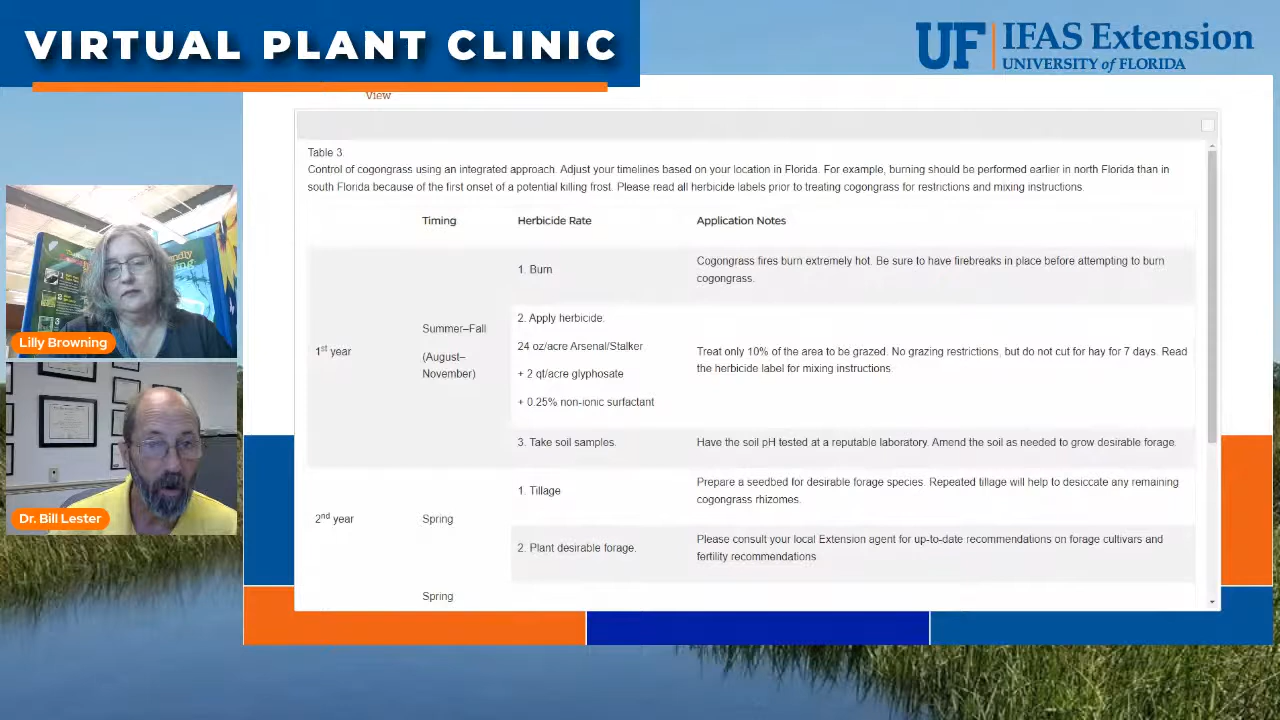 VIRTUAL PLANT CLINIC
UF IFAS Extension
UNIVERSITY of FLORIDA
View
Table 3.
Control of cogongrass using an integrated approach. Adjust your timelines based on your location in Florida. For example, burning should be performed earlier in north Florida than in
south Florida because of the first onset of a potential killing frost. Please read all herbicide labels prior to treating cogongrass for restrictions and mixing instructions.
Timing
Herbicide Rate
Application Notes
1st year
Summer–Fall
(August–
November)
1. Burn
Cogongrass fires burn extremely hot. Be sure to have firebreaks in place before attempting to burn
cogongrass.
2. Apply herbicide.
24 oz/acre Arsenal/Stalker
+ 2 qt/acre glyphosate
+ 0.25% non-ionic surfactant
Treat only 10% of the area to be grazed. No grazing restrictions, but do not cut for hay for 7 days. Read
the herbicide label for mixing instructions.
3. Take soil samples.
Have the soil pH tested at a reputable laboratory. Amend the soil as needed to grow desirable forage.
2nd year
Spring
1. Tillage
Prepare a seedbed for desirable forage species. Repeated tillage will help to desiccate any remaining
cogongrass rhizomes.
2. Plant desirable forage.
Please consult your local Extension agent for up-to-date recommendations on forage cultivars and
fertility recommendations
Spring
Lilly Browning
Dr. Bill Lester